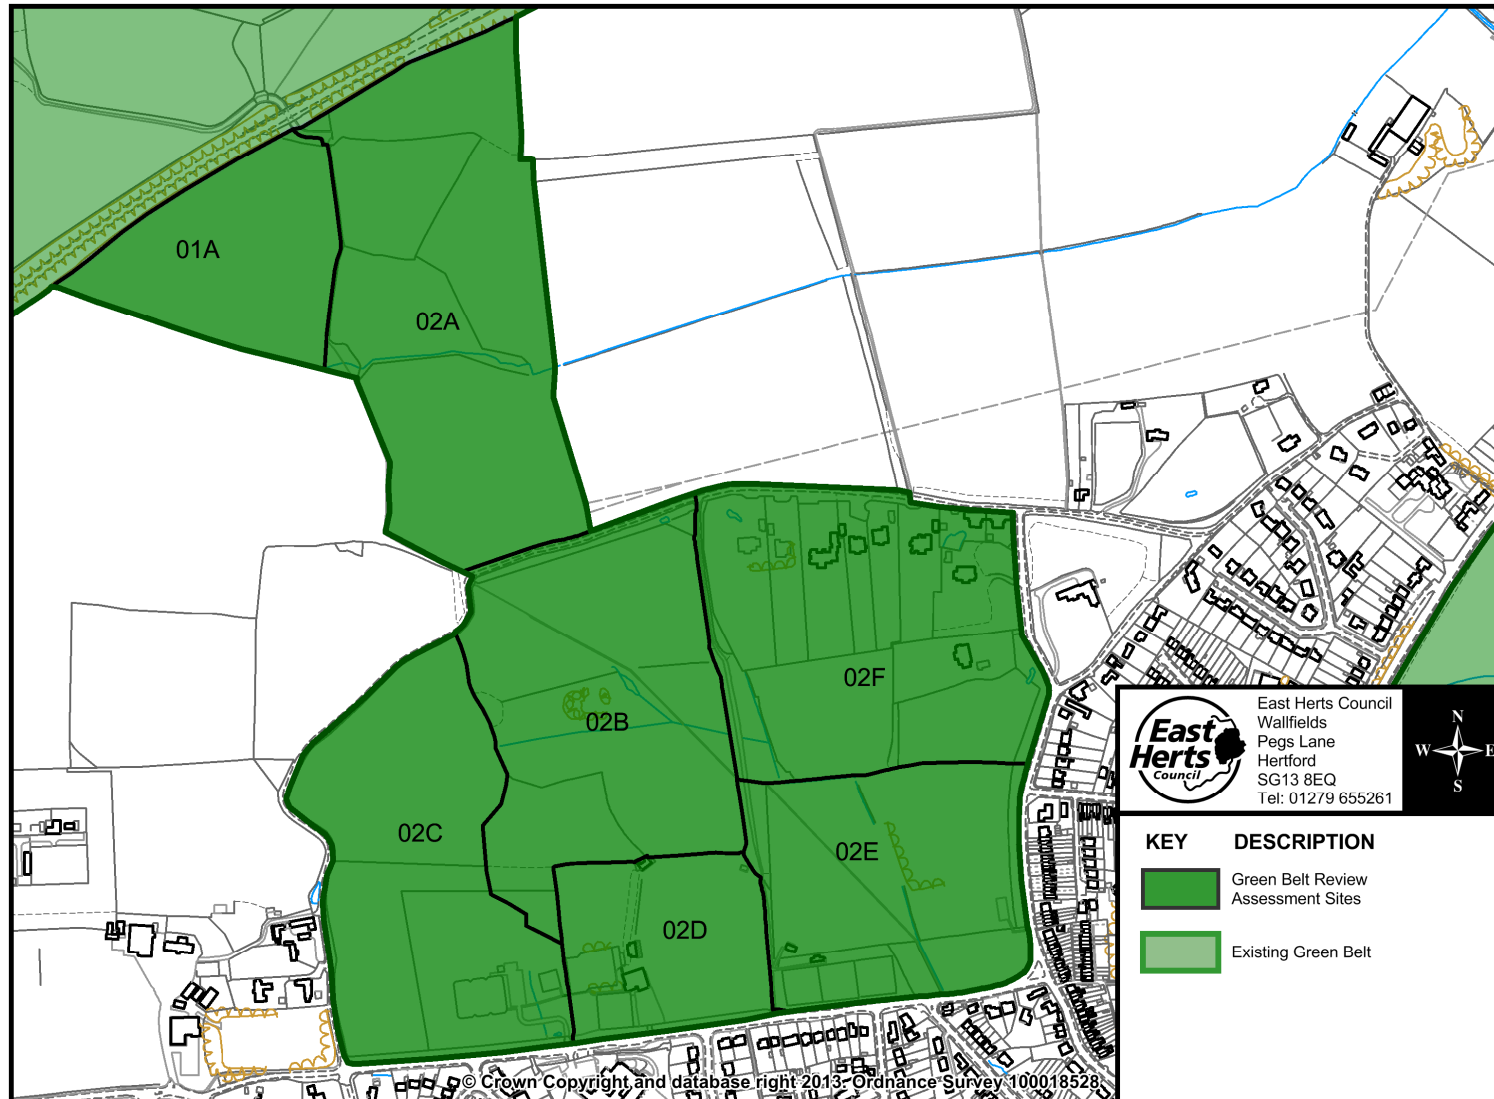 01A
02A
02F
02B
02C
02E
02D
East
Herts
Council
East Herts Council
Wallfields
Pegs Lane
Hertford
SG13 8EQ
Tel: 01279 655261
N
W E
S
KEY DESCRIPTION
Green Belt Review
Assessment Sites
Existing Green Belt
© Crown Copyright and database right 2013. Ordnance Survey 100018528